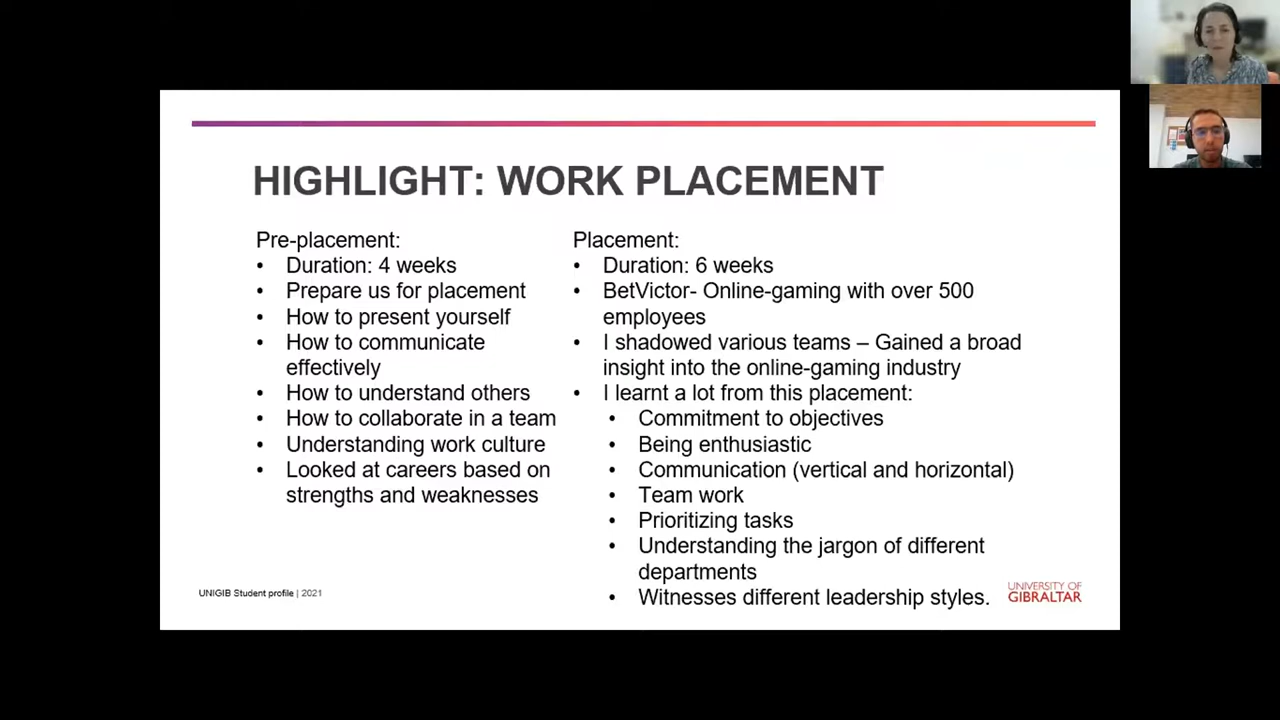 HIGHLIGHT: WORK PLACEMENT
Pre-placement:
• Duration: 4 weeks
• Prepare us for placement
• How to present yourself
• How to communicate
effectively
• How to understand others
• How to collaborate in a team
• Understanding work culture
• Looked at careers based on
strengths and weaknesses
Placement:
• Duration: 6 weeks
• BetVictor- Online-gaming with over 500
employees
• I shadowed various teams – Gained a broad
insight into the online-gaming industry
• I learnt a lot from this placement:
• Commitment to objectives
• Being enthusiastic
• Communication (vertical and horizontal)
• Team work
• Prioritizing tasks
• Understanding the jargon of different
departments
• Witnesses different leadership styles.
UNIGIB Student profile | 2021
UNIVERSITY OF
GIBRALTAR